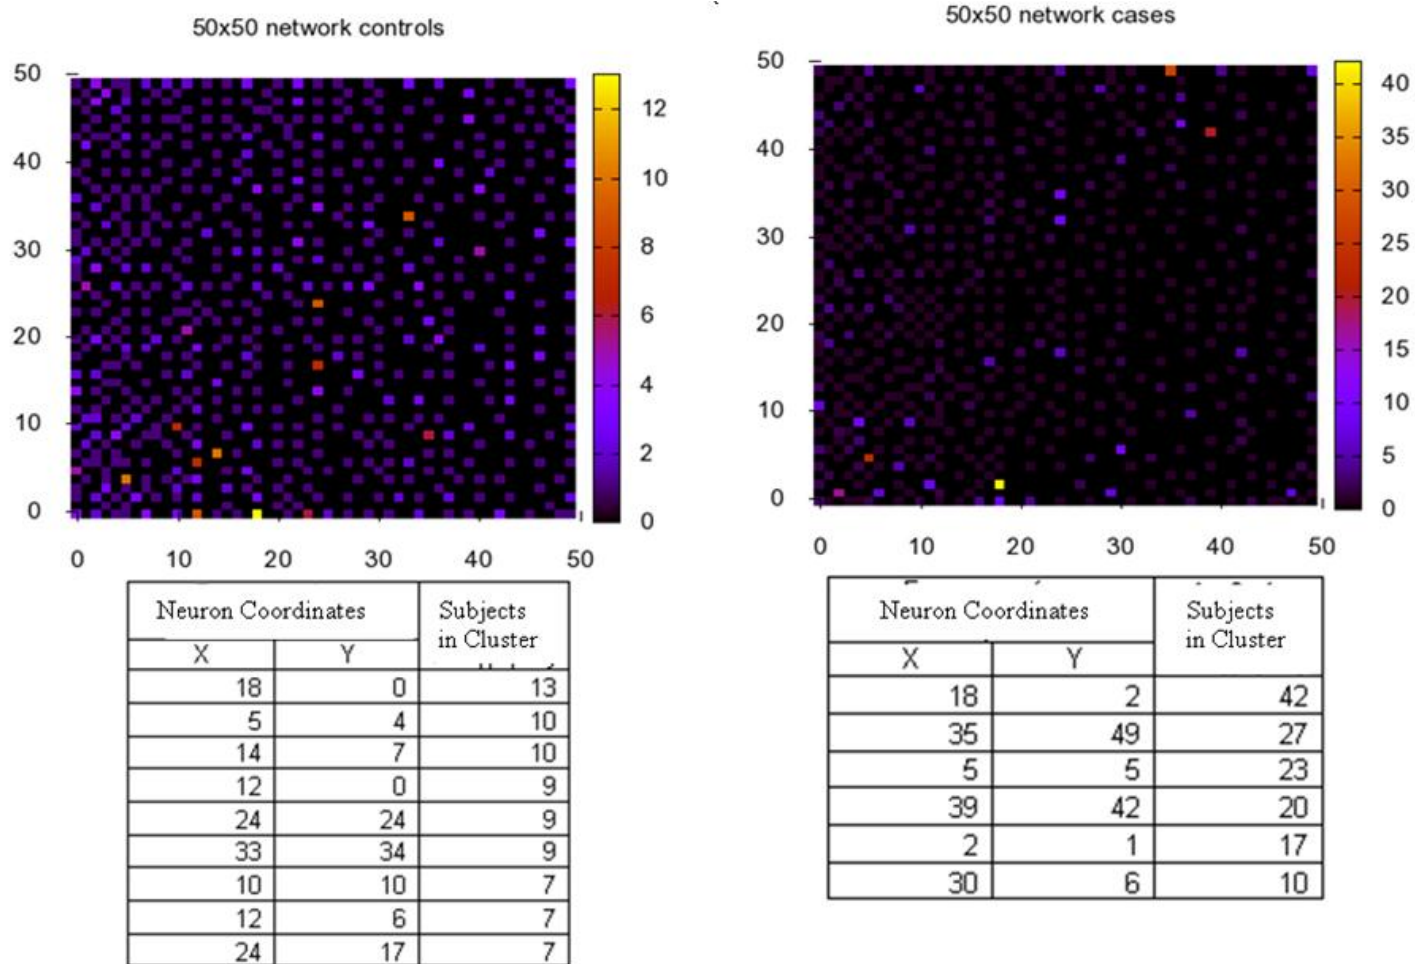 50x50 network controls
50
40
30
20
10
0
0 10 20 30 40 50
12
10
8
6
4
2
0
Neuron Coordinates Subjects
in Cluster
X Y
18 0 13
5 4 10
14 7 10
12 0 9
24 24 9
33 34 9
10 10 7
12 6 7
24 17 7
50x50 network cases
50
40
30
20
10
0
0 10 20 30 40 50
40
35
30
25
20
15
10
5
0
Neuron Coordinates Subjects
in Cluster
X Y
18 2 42
35 49 27
5 5 23
39 42 20
2 1 17
30 6 10